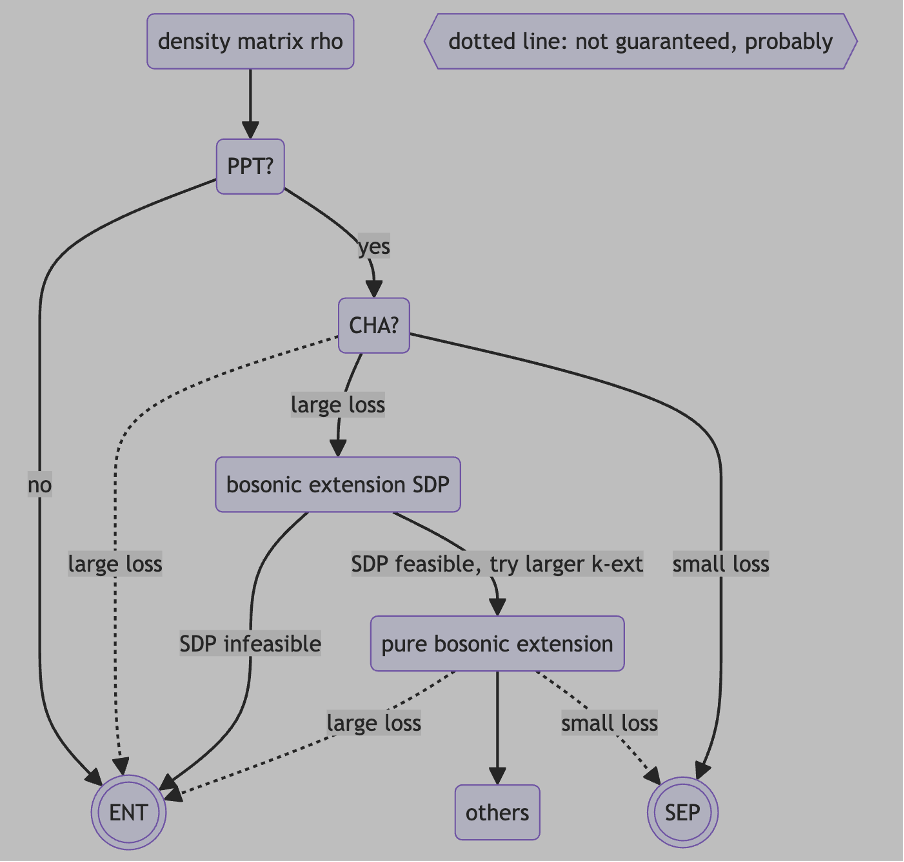 density matrix rho
dotted line: not guaranteed, probably
PPT?
yes
CHA?
large loss
bosonic extension SDP
no
large loss
SDP feasible, try larger k-ext
small loss
SDP infeasible
pure bosonic extension
large loss
small loss
ENT
others
SEP